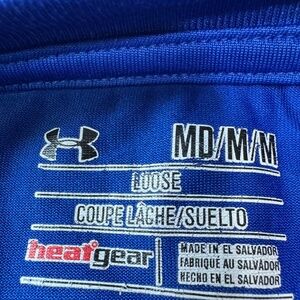 MD/M/M
LOOSE
COUPE LÂCHE/SUELTO
heatgear
MADE IN EL SALVADOR
FABRIQUÉ AU SALVADOR
HECHO EN EL SALVADOR